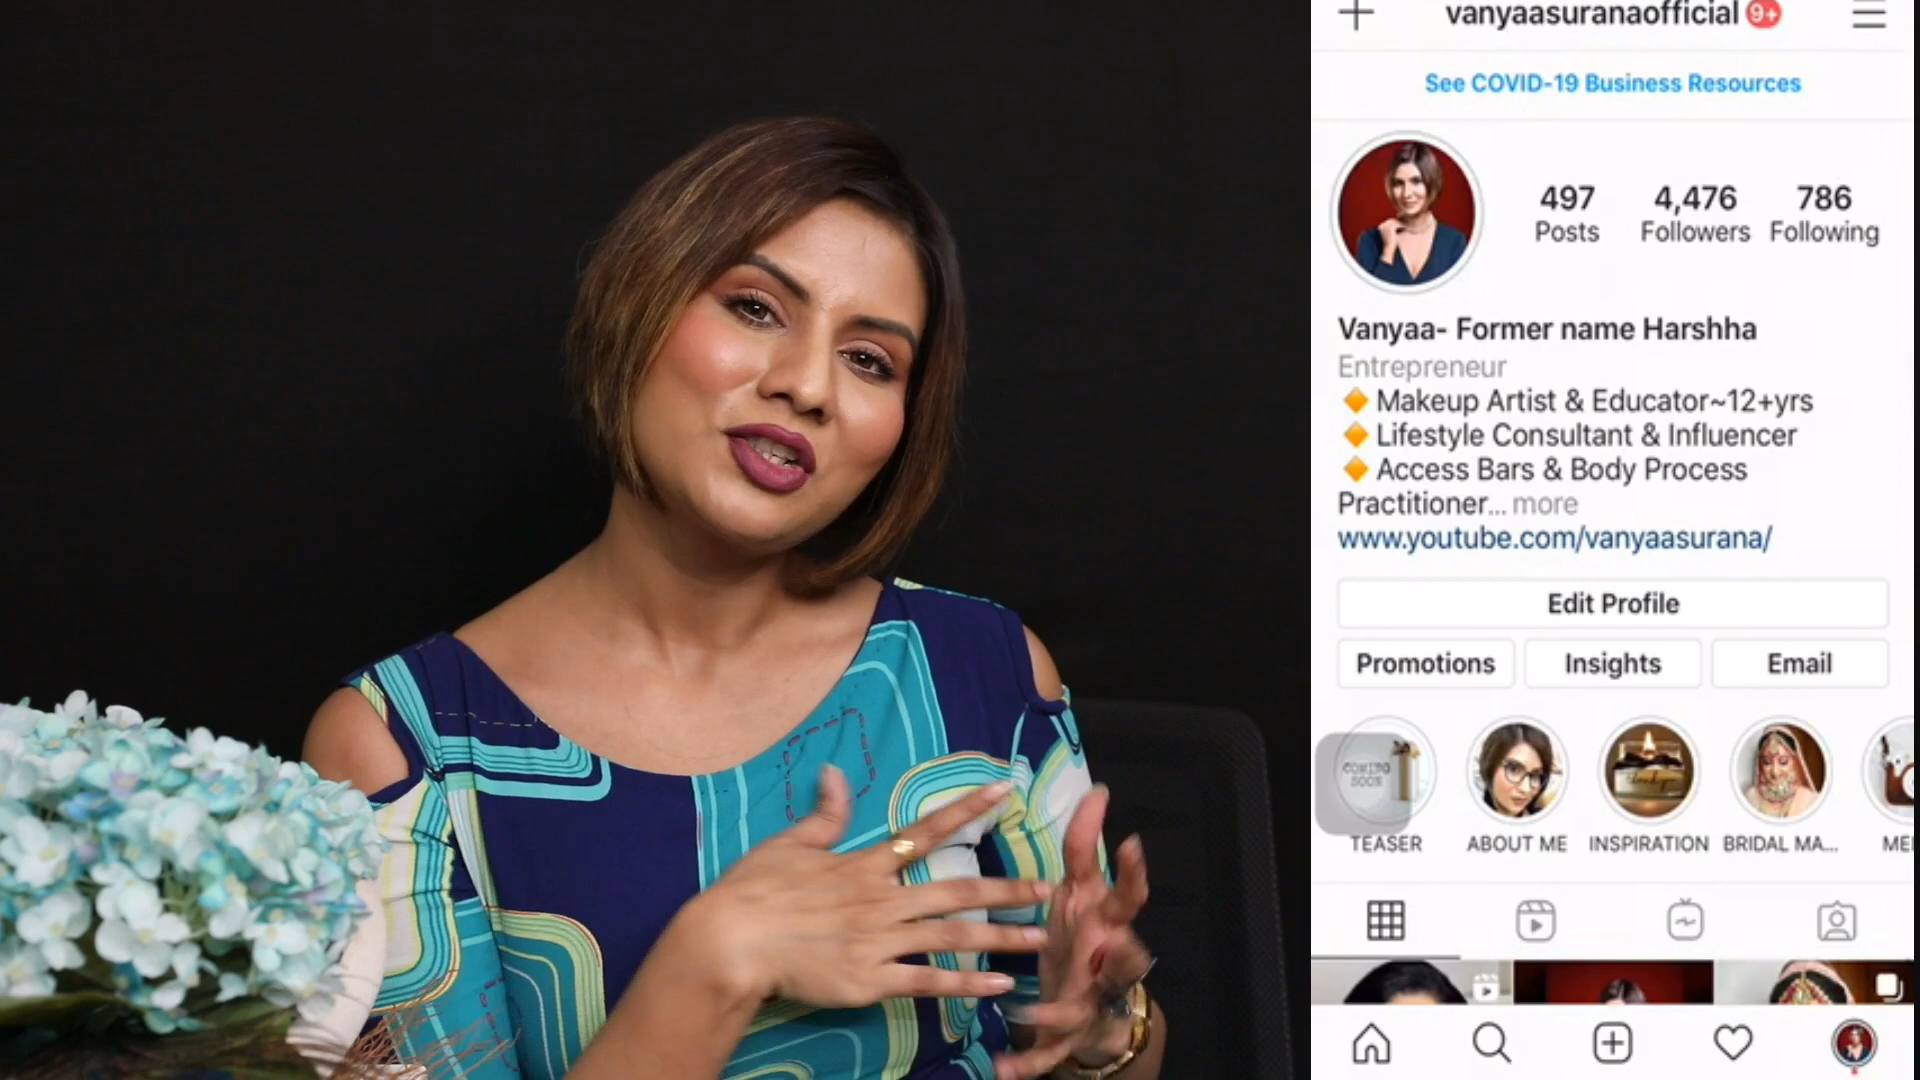 vanyaasuranaofficial 9+
See COVID-19 Business Resources
497 4,476 786
Posts Followers Following
Vanyaa- Former name Harshha
Entrepreneur
🔶 Makeup Artist & Educator~12+yrs
🔶 Lifestyle Consultant & Influencer
🔶 Access Bars & Body Process
Practitioner... more
www.youtube.com/vanyaasurana/
Edit Profile
Promotions Insights Email
COMING
SOON
TEASER ABOUT ME INSPIRATION BRIDAL MA...